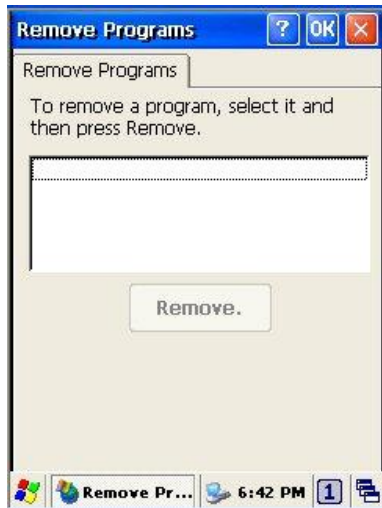 Remove Programs ? OK ×
Remove Programs
To remove a program, select it and
then press Remove.
Remove.
Remove Pr... 6:42 PM 1